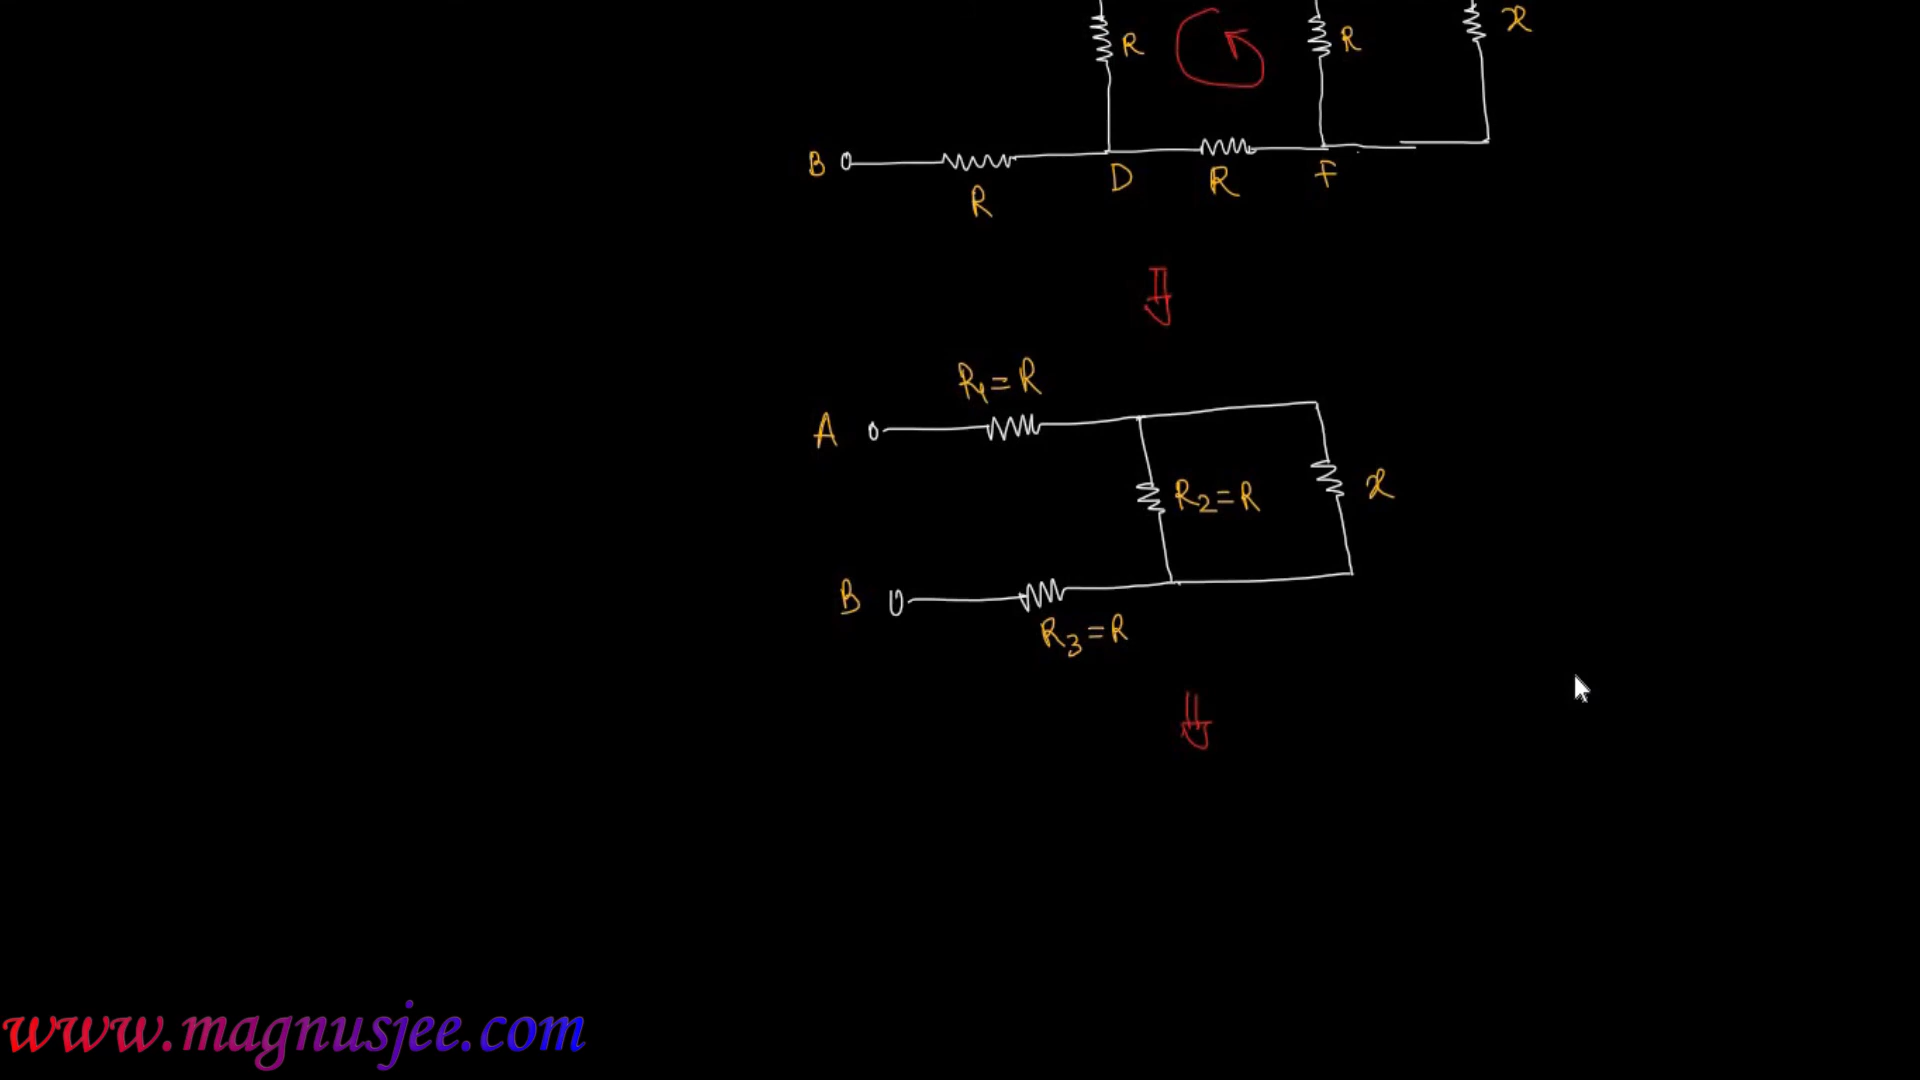 R R x
B R D R F
R₁=R
A
R₂=R x
B
R₃=R
www.magnusjee.com